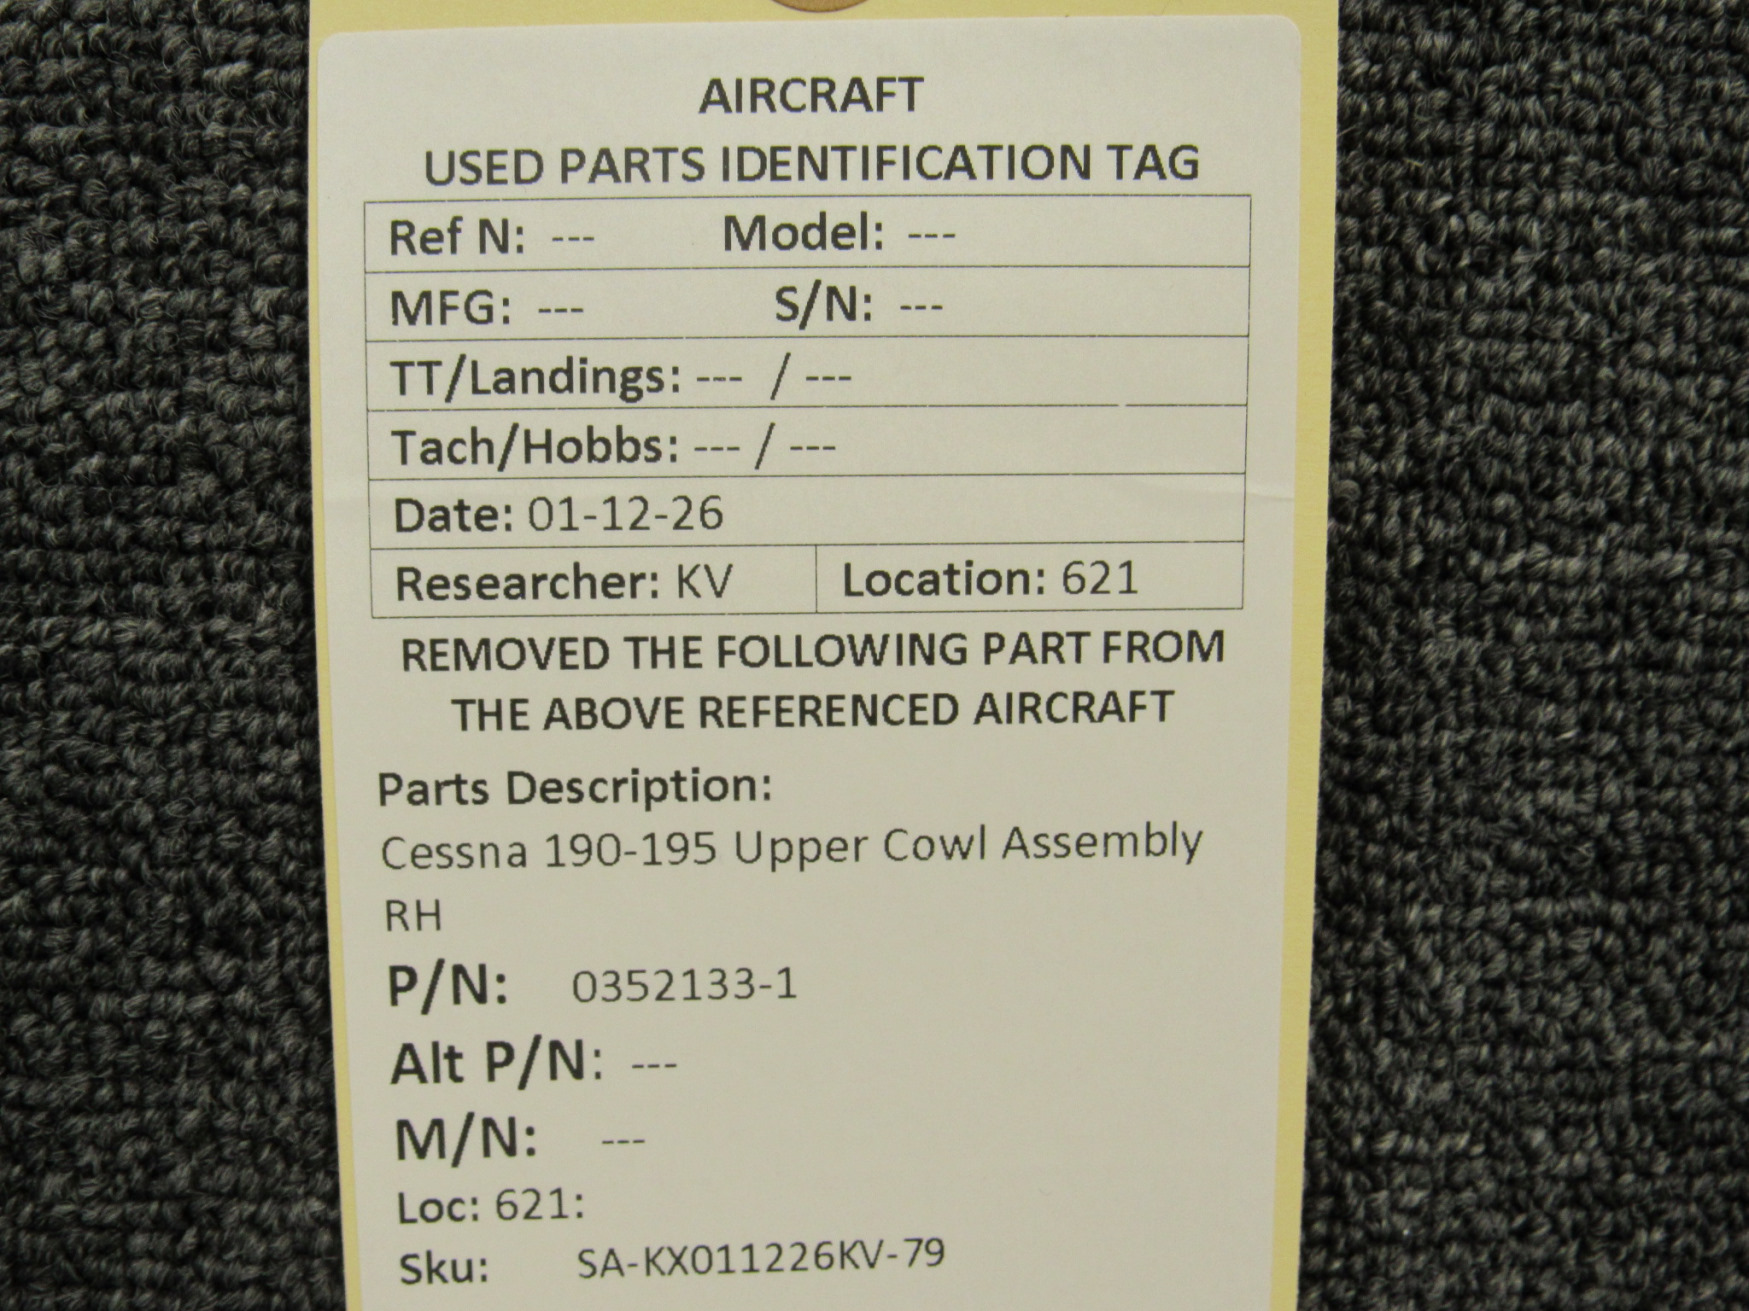 AIRCRAFT
USED PARTS IDENTIFICATION TAG
Ref N: --- Model: ---
MFG: --- S/N: ---
TT/Landings: --- / ---
Tach/Hobbs: --- / ---
Date: 01-12-26
Researcher: KV Location: 621
REMOVED THE FOLLOWING PART FROM
THE ABOVE REFERENCED AIRCRAFT
Parts Description:
Cessna 190-195 Upper Cowl Assembly
RH
P/N: 0352133-1
Alt P/N: ---
M/N: ---
Loc: 621:
Sku: SA-KX011226KV-79